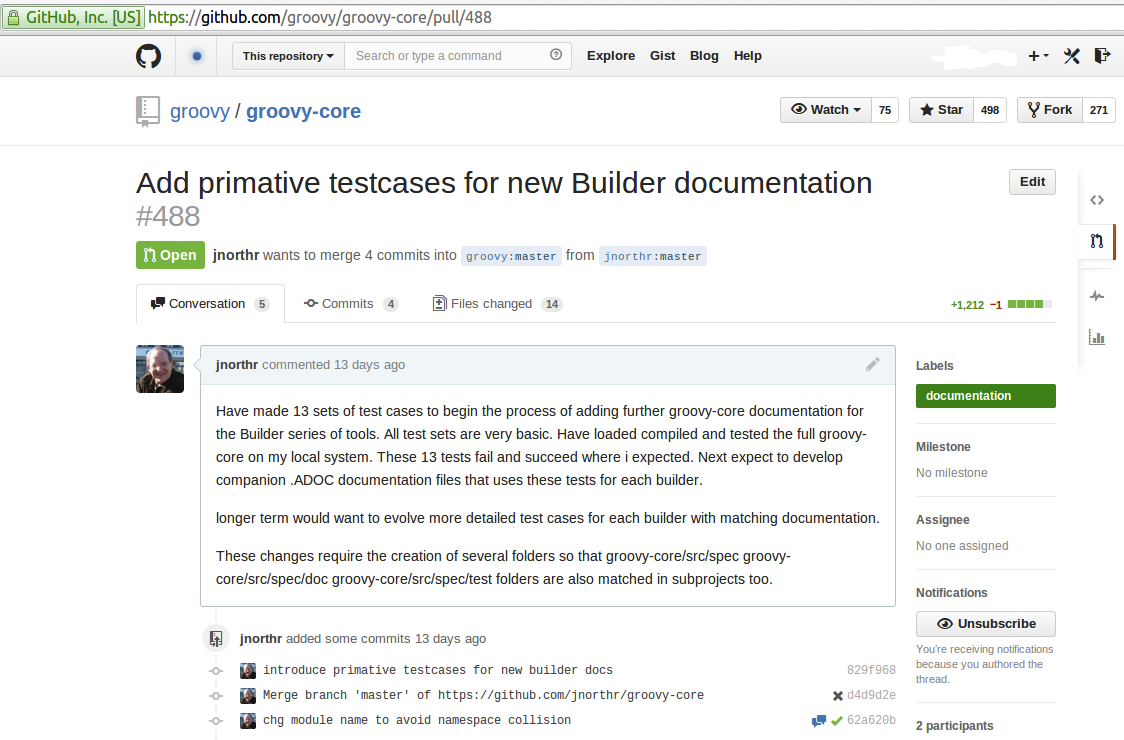 GitHub, Inc. [US] https://github.com/groovy/groovy-core/pull/488
This repository Search or type a command Explore Gist Blog Help
groovy / groovy-core Watch 75 Star 498 Fork 271
Add primative testcases for new Builder documentation Edit
#488
Open jnorthr wants to merge 4 commits into groovy:master from jnorthr:master
Conversation 5 Commits 4 Files changed 14 +1,212 −1
jnorthr commented 13 days ago
Have made 13 sets of test cases to begin the process of adding further groovy-core documentation for
the Builder series of tools. All test sets are very basic. Have loaded compiled and tested the full groovy-
core on my local system. These 13 tests fail and succeed where i expected. Next expect to develop
companion .ADOC documentation files that uses these tests for each builder.
longer term would want to evolve more detailed test cases for each builder with matching documentation.
These changes require the creation of several folders so that groovy-core/src/spec groovy-
core/src/spec/doc groovy-core/src/spec/test folders are also matched in subprojects too.
jnorthr added some commits 13 days ago
introduce primative testcases for new builder docs 829f968
Merge branch 'master' of https://github.com/jnorthr/groovy-core d4d9d2e
chg module name to avoid namespace collision 62a620b
Labels
documentation
Milestone
No milestone
Assignee
No one assigned
Notifications
Unsubscribe
You're receiving notifications
because you authored the
thread.
2 participants